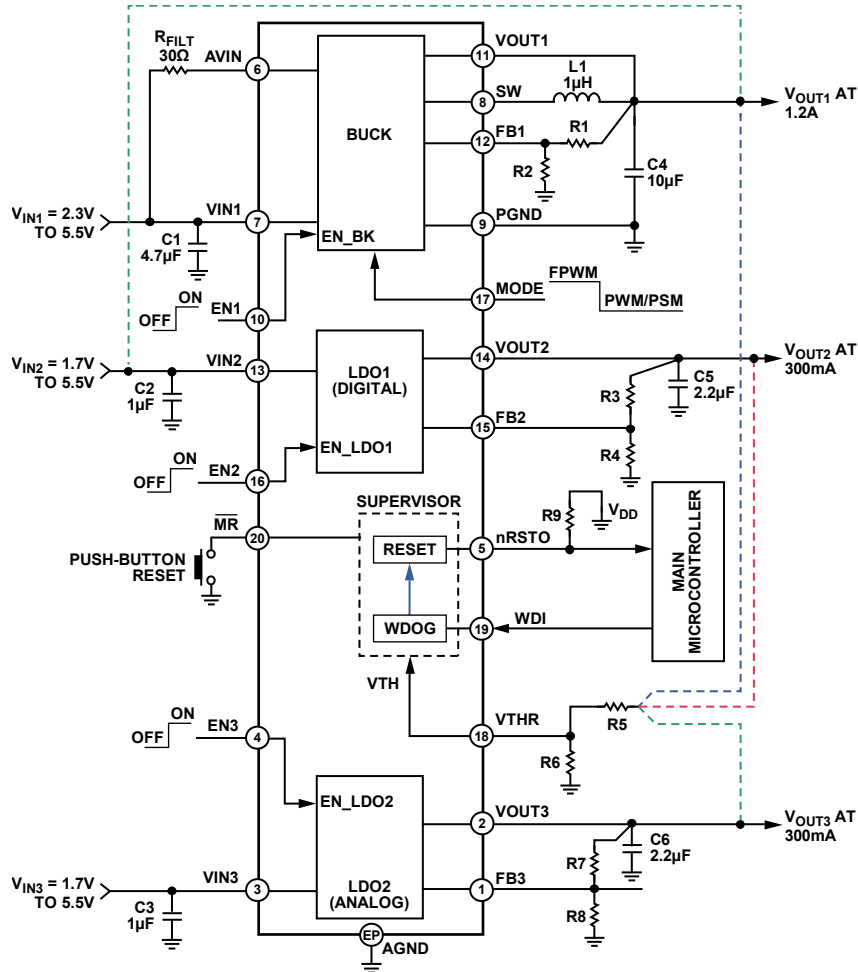 RFILT
30Ω
AVIN
6
BUCK
VOUT1
11
SW
8
L1
1µH
VOUT1 AT
1.2A
FB1
12
R1
R2
C4
10µF
VIN1 = 2.3V
TO 5.5V
VIN1
7
C1
4.7µF
EN_BK
PGND
9
OFF
ON
EN1
10
MODE
17
FPWM
PWM/PSM
VIN2 = 1.7V
TO 5.5V
VIN2
13
C2
1µF
LDO1
(DIGITAL)
EN_LDO1
VOUT2
14
VOUT2 AT
300mA
C5
2.2µF
R3
FB2
15
R4
OFF
ON
EN2
16
SUPERVISOR
MR
20
PUSH-BUTTON
RESET
RESET
WDOG
nRSTO
5
R9
VDD
MAIN
MICROCONTROLLER
WDI
19
VTH
VTHR
18
R5
R6
OFF
ON
EN3
4
EN_LDO2
LDO2
(ANALOG)
VOUT3
2
VOUT3 AT
300mA
C6
2.2µF
R7
FB3
1
R8
VIN3 = 1.7V
TO 5.5V
VIN3
3
C3
1µF
EP
AGND